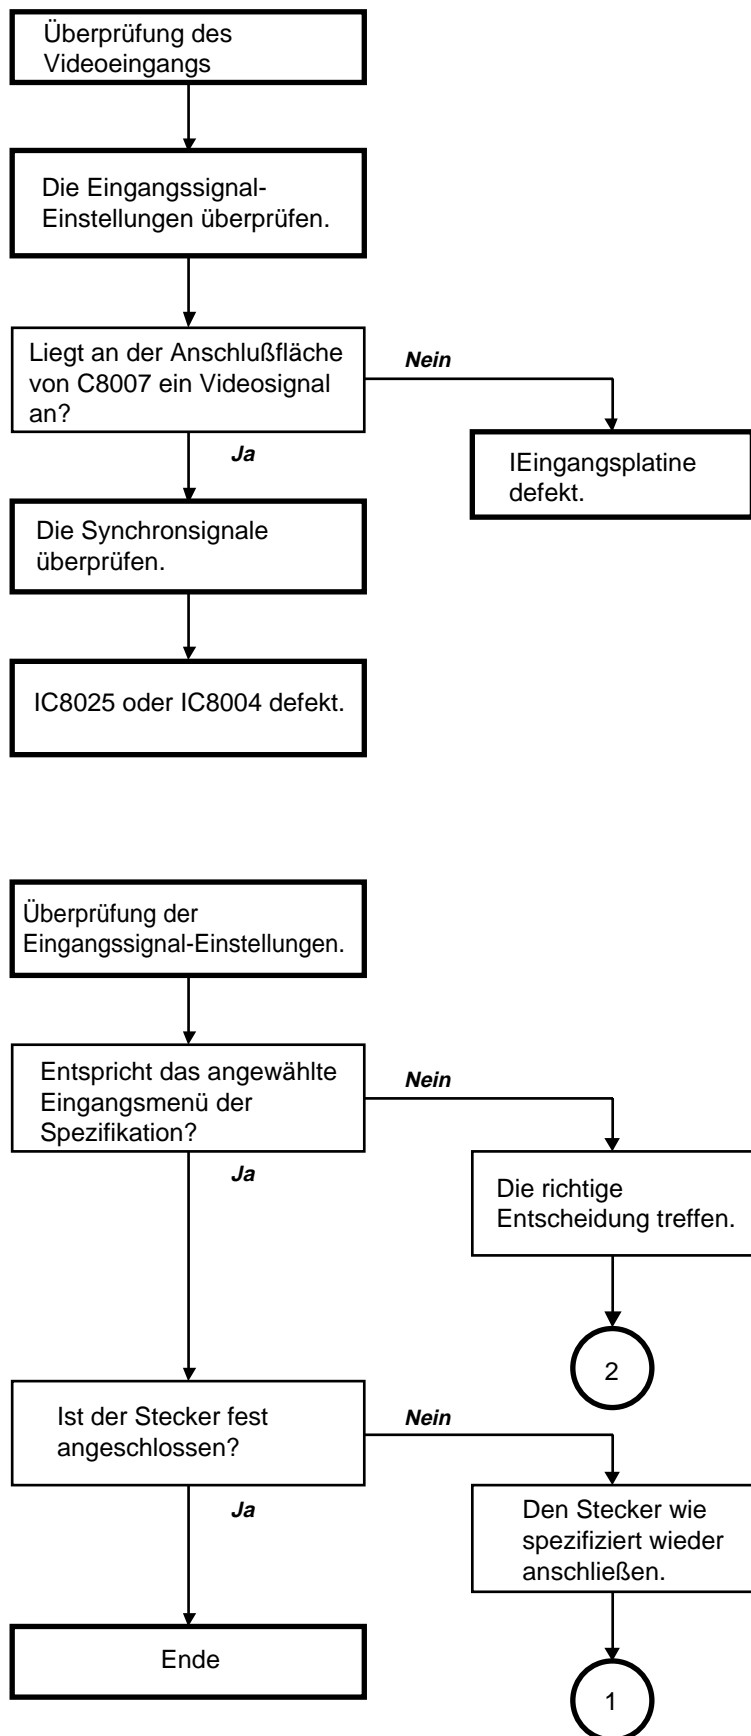 Überprüfung des
Videoeingangs
Die Eingangssignal-
Einstellungen überprüfen.
Liegt an der Anschlußfläche
von C8007 ein Videosignal
an?
Nein
Ja
IEingangsplatine
defekt.
Die Synchronsignale
überprüfen.
IC8025 oder IC8004 defekt.
Überprüfung der
Eingangssignal-Einstellungen.
Entspricht das angewählte
Eingangsmenü der
Spezifikation?
Nein
Ja
Die richtige
Entscheidung treffen.
2
Ist der Stecker fest
angeschlossen?
Nein
Ja
Den Stecker wie
spezifiziert wieder
anschließen.
Ende
1